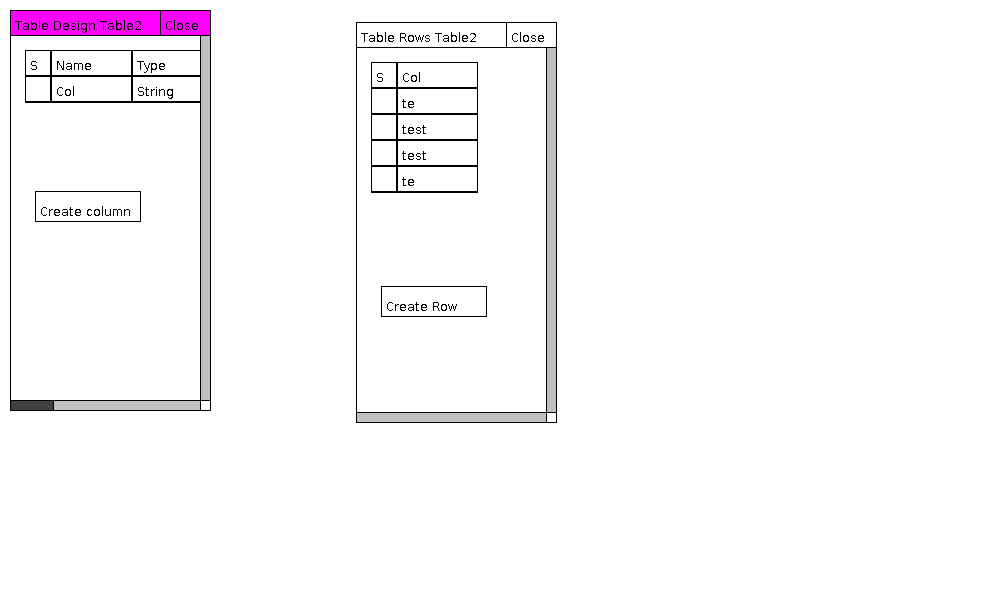 Table Design Table2 Close
S Name Type
Col String
Create column
Table Rows Table2 Close
S Col
te
test
test
te
Create Row